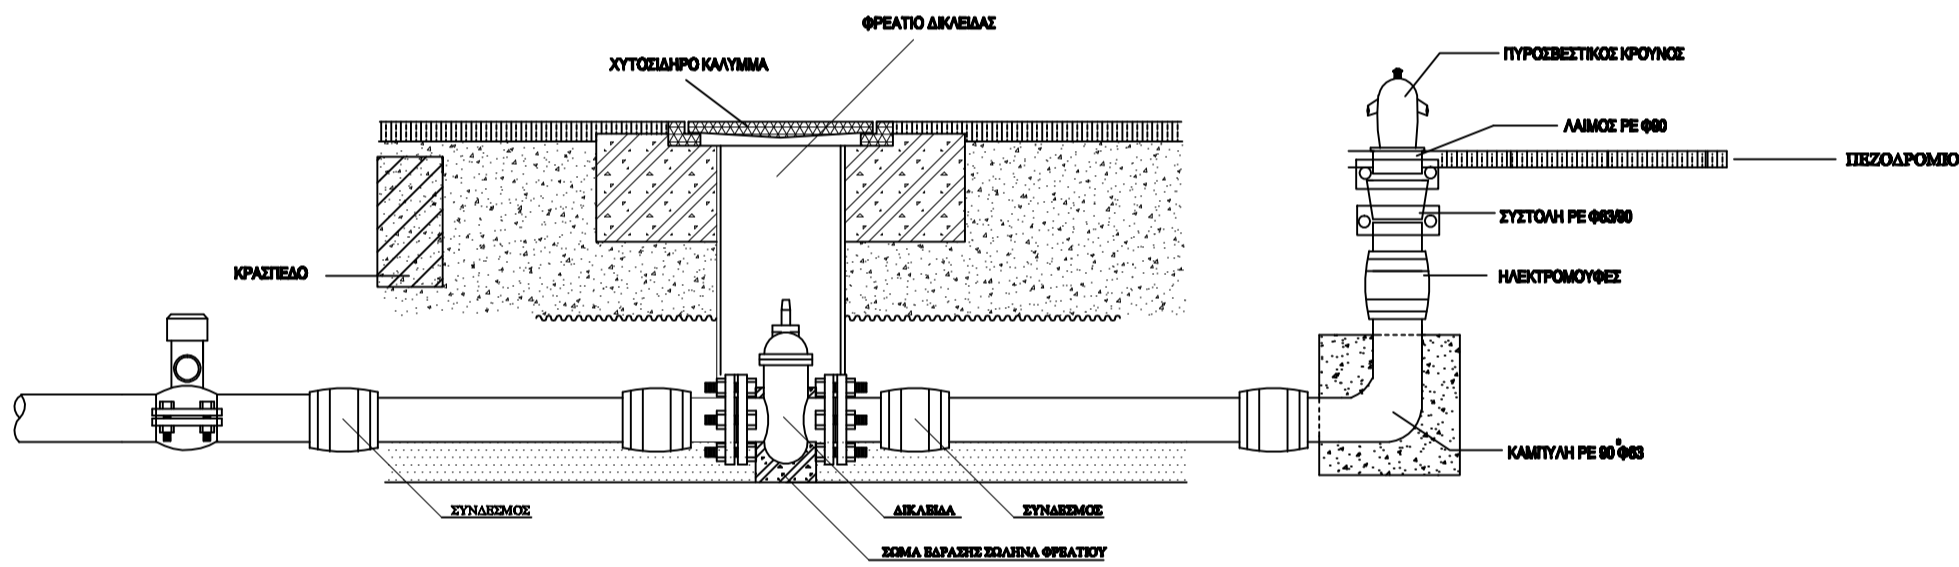 ΦΡΕΑΤΙΟ ΔΙΚΛΕΙΔΑΣ
ΧΥΤΟΣΙΔΗΡΟ ΚΑΛΥΜΜΑ
ΠΥΡΟΣΒΕΣΤΙΚΟΣ ΚΡΟΥΝΟΣ
ΛΑΙΜΟΣ PE Φ90
ΠΕΖΟΔΡΟΜΙΟ
ΣΥΣΤΟΛΗ PE Φ63/90
ΚΡΑΣΠΕΔΟ
ΗΛΕΚΤΡΟΜΟΥΦΕΣ
ΚΑΜΠΥΛΗ PE 90° Φ63
ΣΥΝΔΕΣΜΟΣ
ΔΙΚΛΕΙΔΑ
ΣΥΝΔΕΣΜΟΣ
ΣΩΜΑ ΕΔΡΑΣΗΣ ΣΩΛΗΝΑ ΦΡΕΑΤΙΟΥ